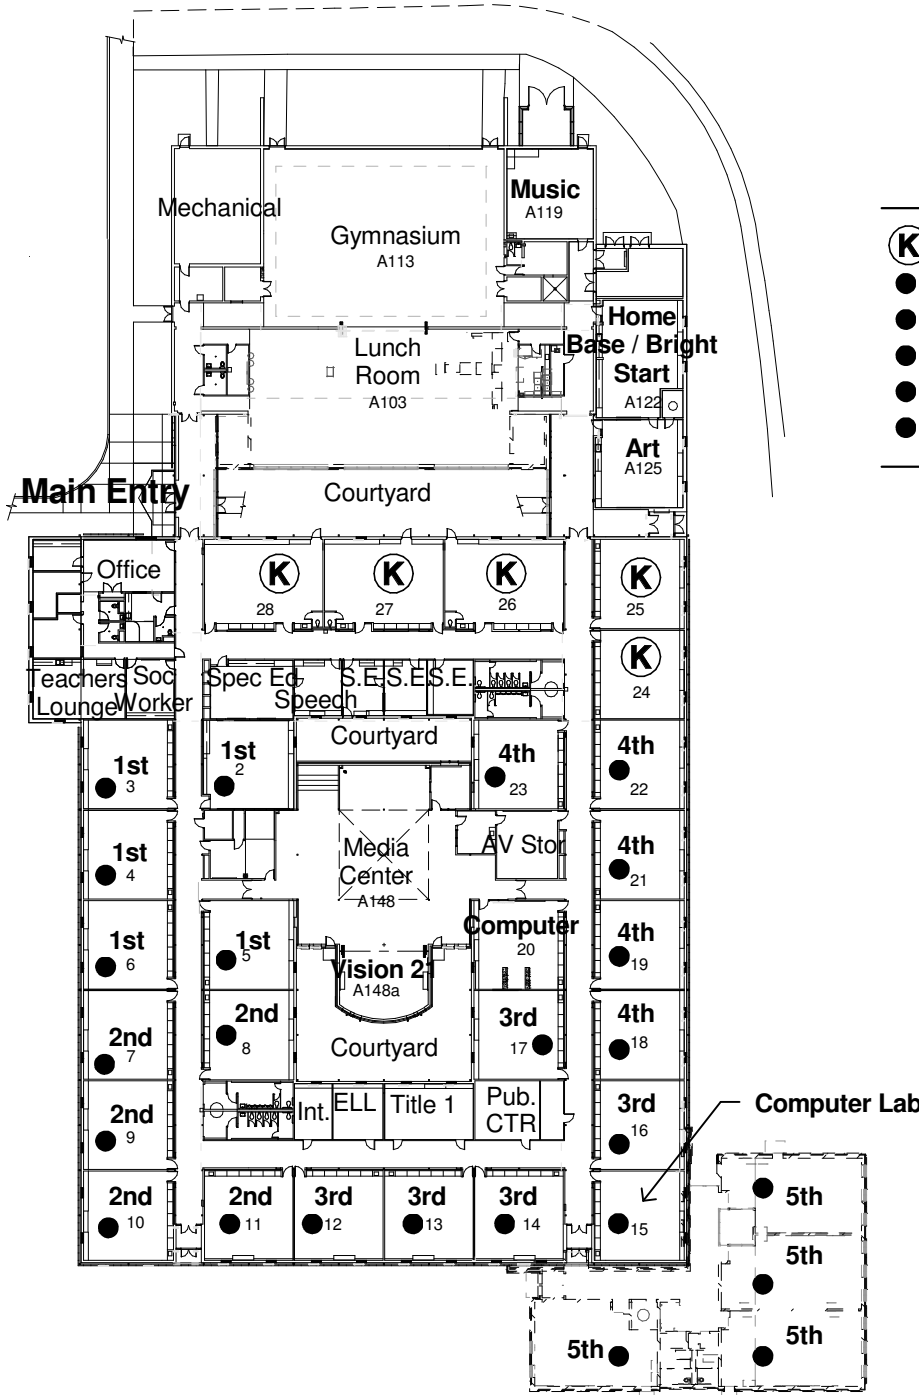 Music
A119
Mechanical
Gymnasium
A113
K
Home
Base / Bright
Start
A122
Lunch
Room
A103
Art
A125
Main Entry
Courtyard
Office
K
28
K
27
K
26
K
25
K
24
Teachers
Lounge
Soc
Worker
Spec Ed
Speech
S.E.
S.E.
S.E.
Courtyard
1st
3
1st
2
4th
23
4th
22
1st
4
Media
Center
A148
AV Stor
4th
21
1st
6
1st
5
Vision 21
A148a
Computer
20
4th
19
2nd
7
2nd
8
Courtyard
3rd
17
4th
18
2nd
9
Int.
ELL
Title 1
Pub.
CTR
3rd
16
Computer Lab
2nd
10
2nd
11
3rd
12
3rd
13
3rd
14
15
5th
5th
5th
5th